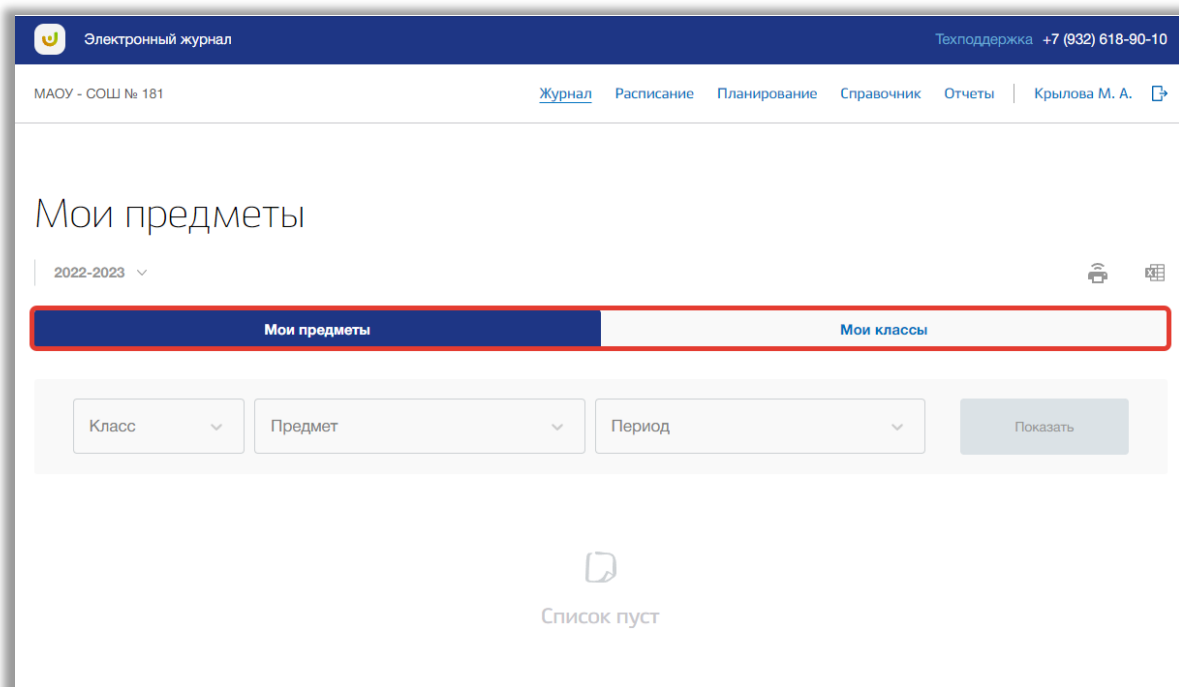 Электронный журнал Техподдержка +7 (932) 618-90-10
МАОУ - СОШ № 181 Журнал Расписание Планирование Справочник Отчеты Крылова М. А.
Мои предметы
2022-2023
Мои предметы Мои классы
Класс Предмет Период Показать
Список пуст